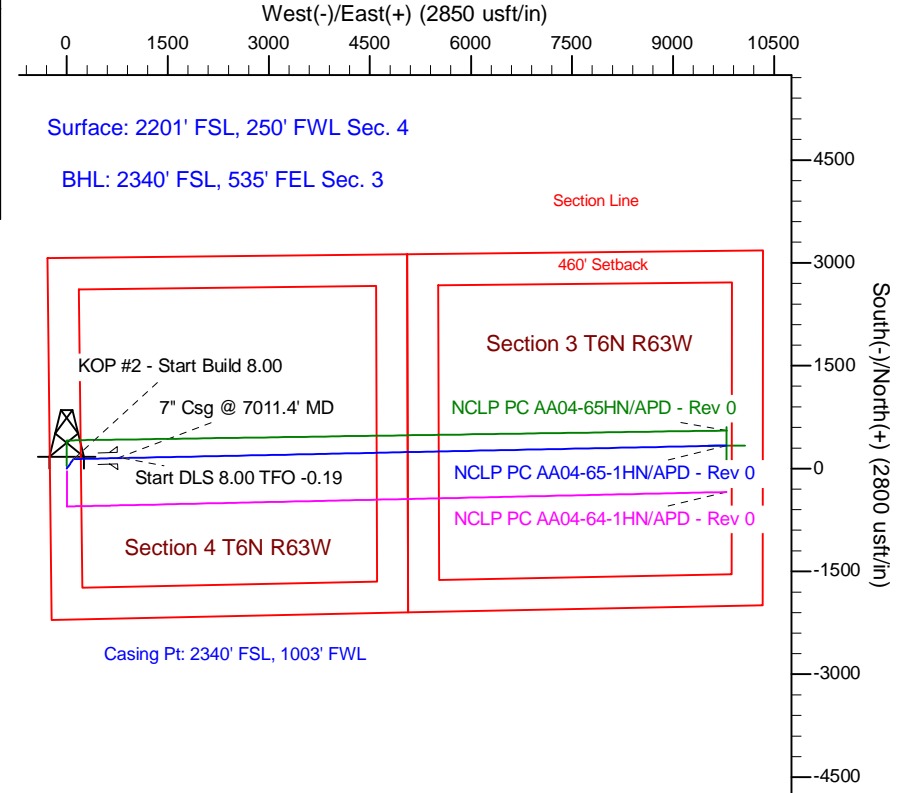 West(-)/East(+) (2850 usft/in)
0 1500 3000 4500 6000 7500 9000 10500
Surface: 2201' FSL, 250' FWL Sec. 4
BHL: 2340' FSL, 535' FEL Sec. 3
Section Line
460' Setback
Section 3 T6N R63W
KOP #2 - Start Build 8.00
7" Csg @ 7011.4' MD
NCLP PC AA04-65HN/APD - Rev 0
Start DLS 8.00 TFO -0.19
NCLP PC AA04-65-1HN/APD - Rev 0
NCLP PC AA04-64-1HN/APD - Rev 0
Section 4 T6N R63W
Casing Pt: 2340' FSL, 1003' FWL
4500
3000
1500
0
-1500
-3000
-4500
South(-)/North(+) (2800 usft/in)